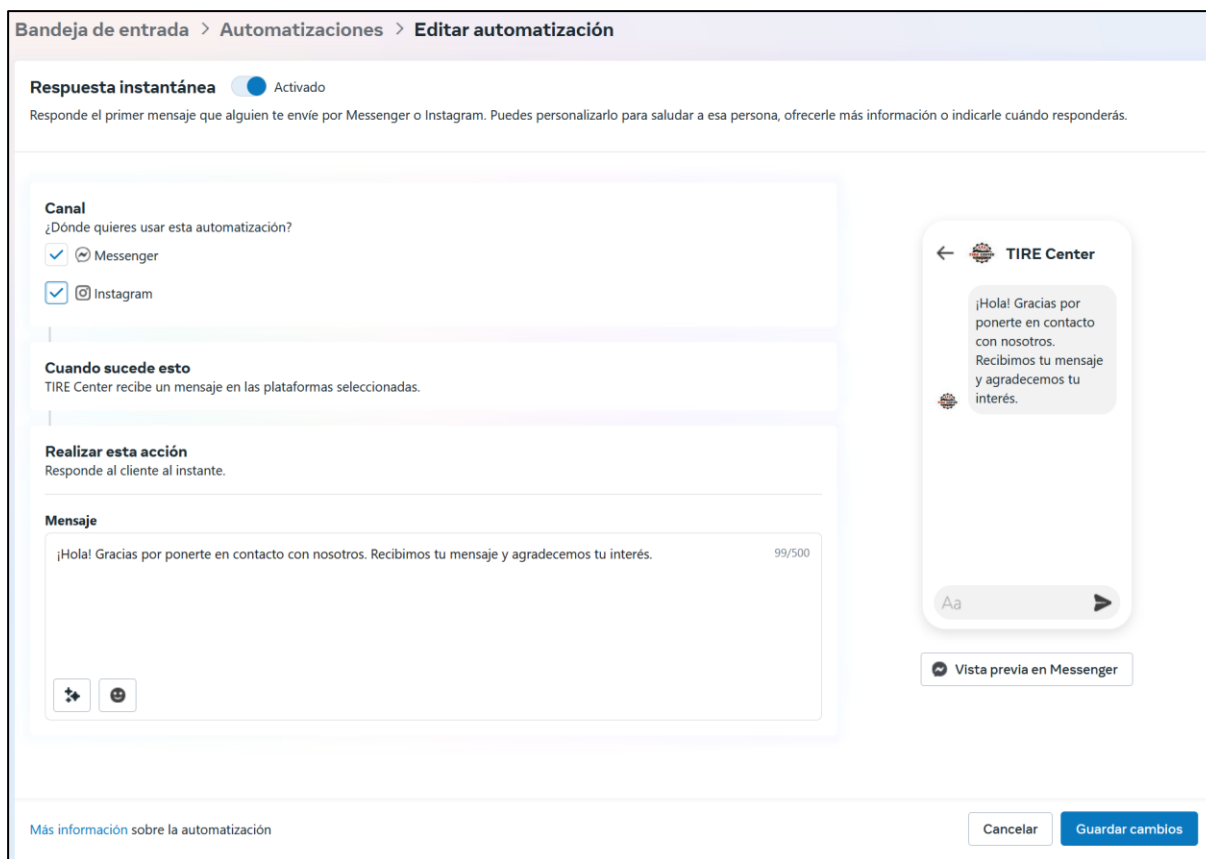 Bandeja de entrada > Automatizaciones > Editar automatización
Respuesta instantánea Activado
Responde el primer mensaje que alguien te envíe por Messenger o Instagram. Puedes personalizarlo para saludar a esa persona, ofrecerle más información o indicarle cuándo responderás.
Canal
¿Dónde quieres usar esta automatización?
Messenger
Instagram
Cuando sucede esto
TIRE Center recibe un mensaje en las plataformas seleccionadas.
Realizar esta acción
Responde al cliente al instante.
Mensaje
¡Hola! Gracias por ponerte en contacto con nosotros. Recibimos tu mensaje y agradecemos tu interés. 99/500
TIRE Center
¡Hola! Gracias por
ponerte en contacto
con nosotros.
Recibimos tu mensaje
y agradecemos tu
interés.
Aa
Vista previa en Messenger
Más información sobre la automatización
Cancelar
Guardar cambios